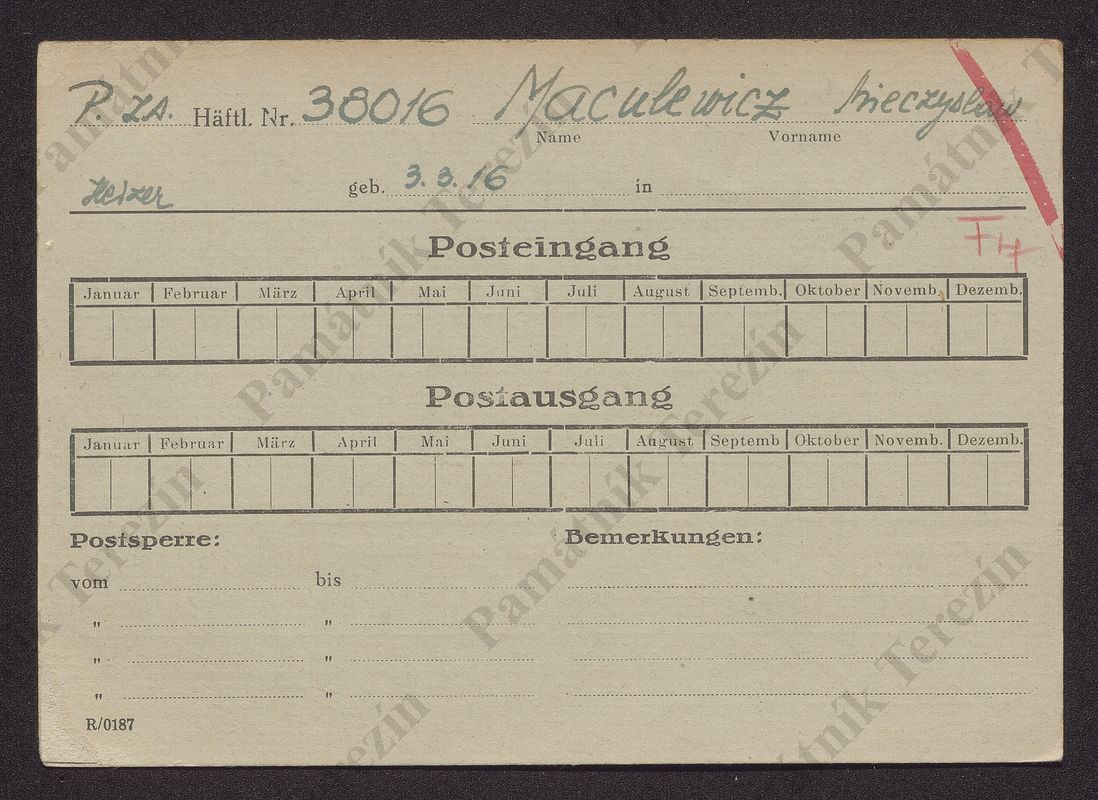 P. ZA. Häftl. Nr. 38016 Maculewicz Mieczysław
Name Vorname
Heizer geb. 3. 3. 16 in
Posteingang
Januar Februar März April Mai Juni Juli August Septemb. Oktober Novemb. Dezemb.
Postausgang
Januar Februar März April Mai Juni Juli August Septemb Oktober Novemb. Dezemb.
Postsperre: Bemerkungen:
vom bis
„ „
„ „
„ „
R/0187
Památník Terezín